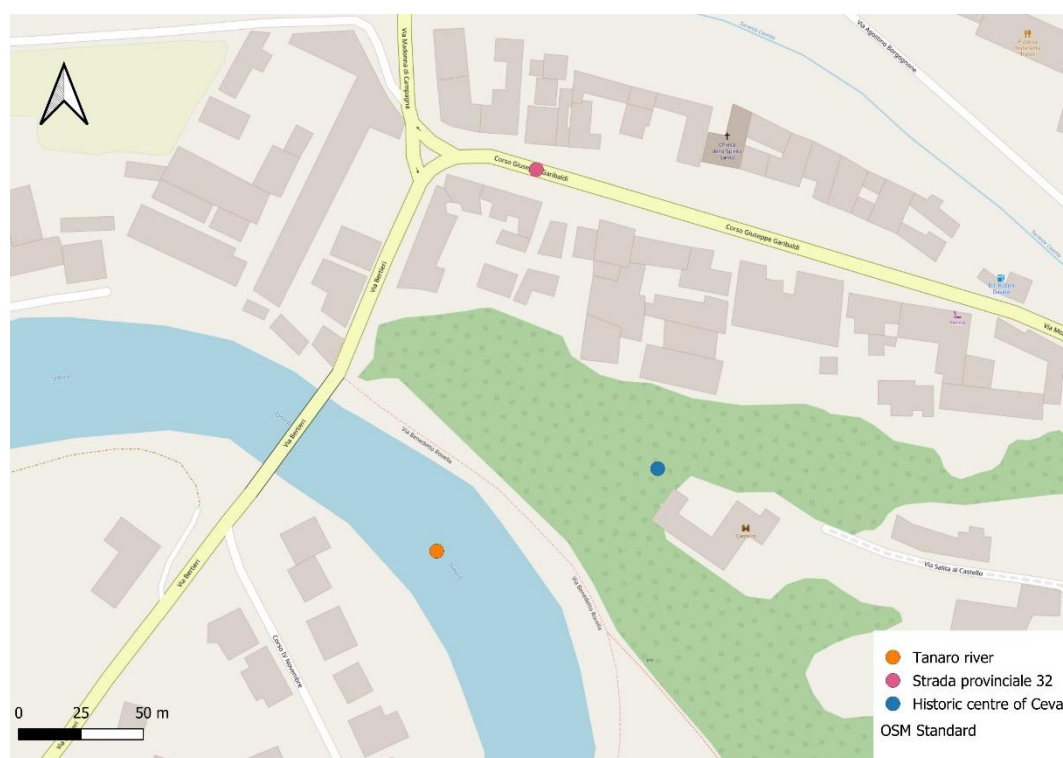 Via Madonna di Campagna
Via Agostino Borgognone
Chiesa
dello Spirito
Santo
Corso Giuseppe Garibaldi
Corso Giuseppe Garibaldi
Via Bertieri
Via Bertieri
Via Benedetto Rovella
Via Bertieri
Via Salita al Castello
Via Benedetto Rovella
Corso IV Novembre
0 25 50 m
Tanaro river
Strada provinciale 32
Historic centre of Ceva
OSM Standard